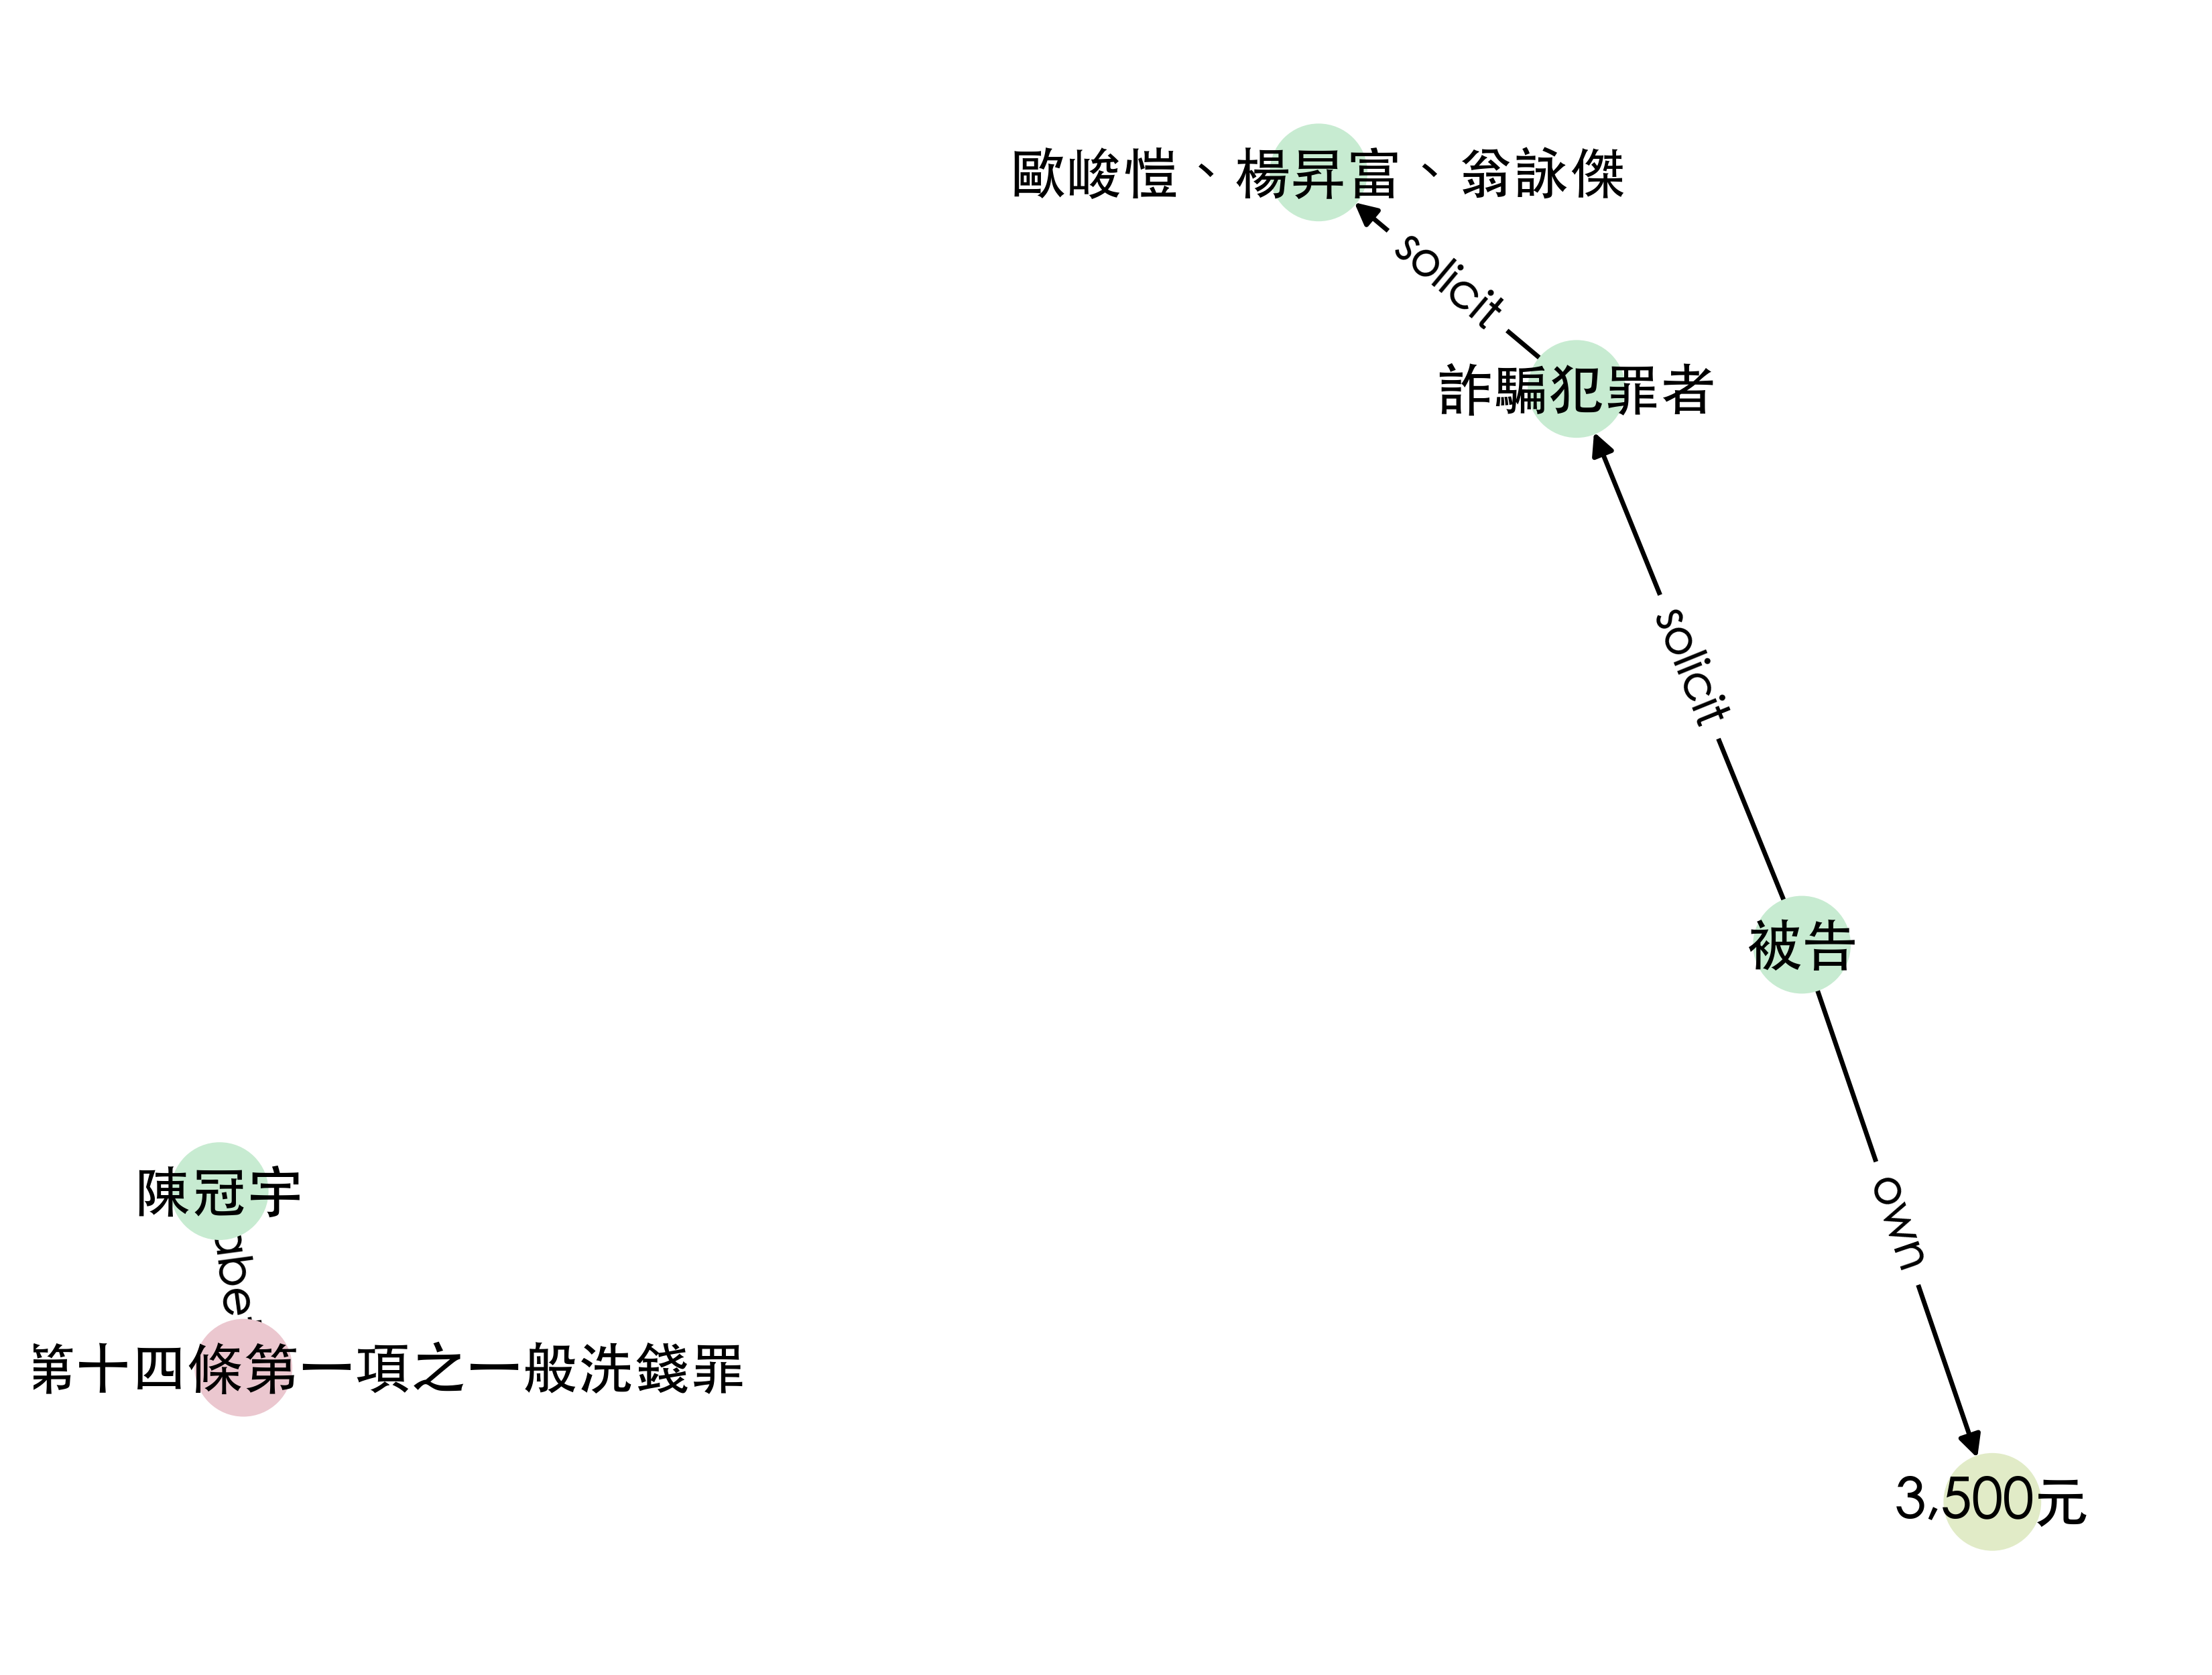 歐峻愷、楊昇富、翁詠傑
solicit
詐騙犯罪者
solicit
被告
own
陳冠宇
第十四條第一項之一般洗錢罪
3,500元